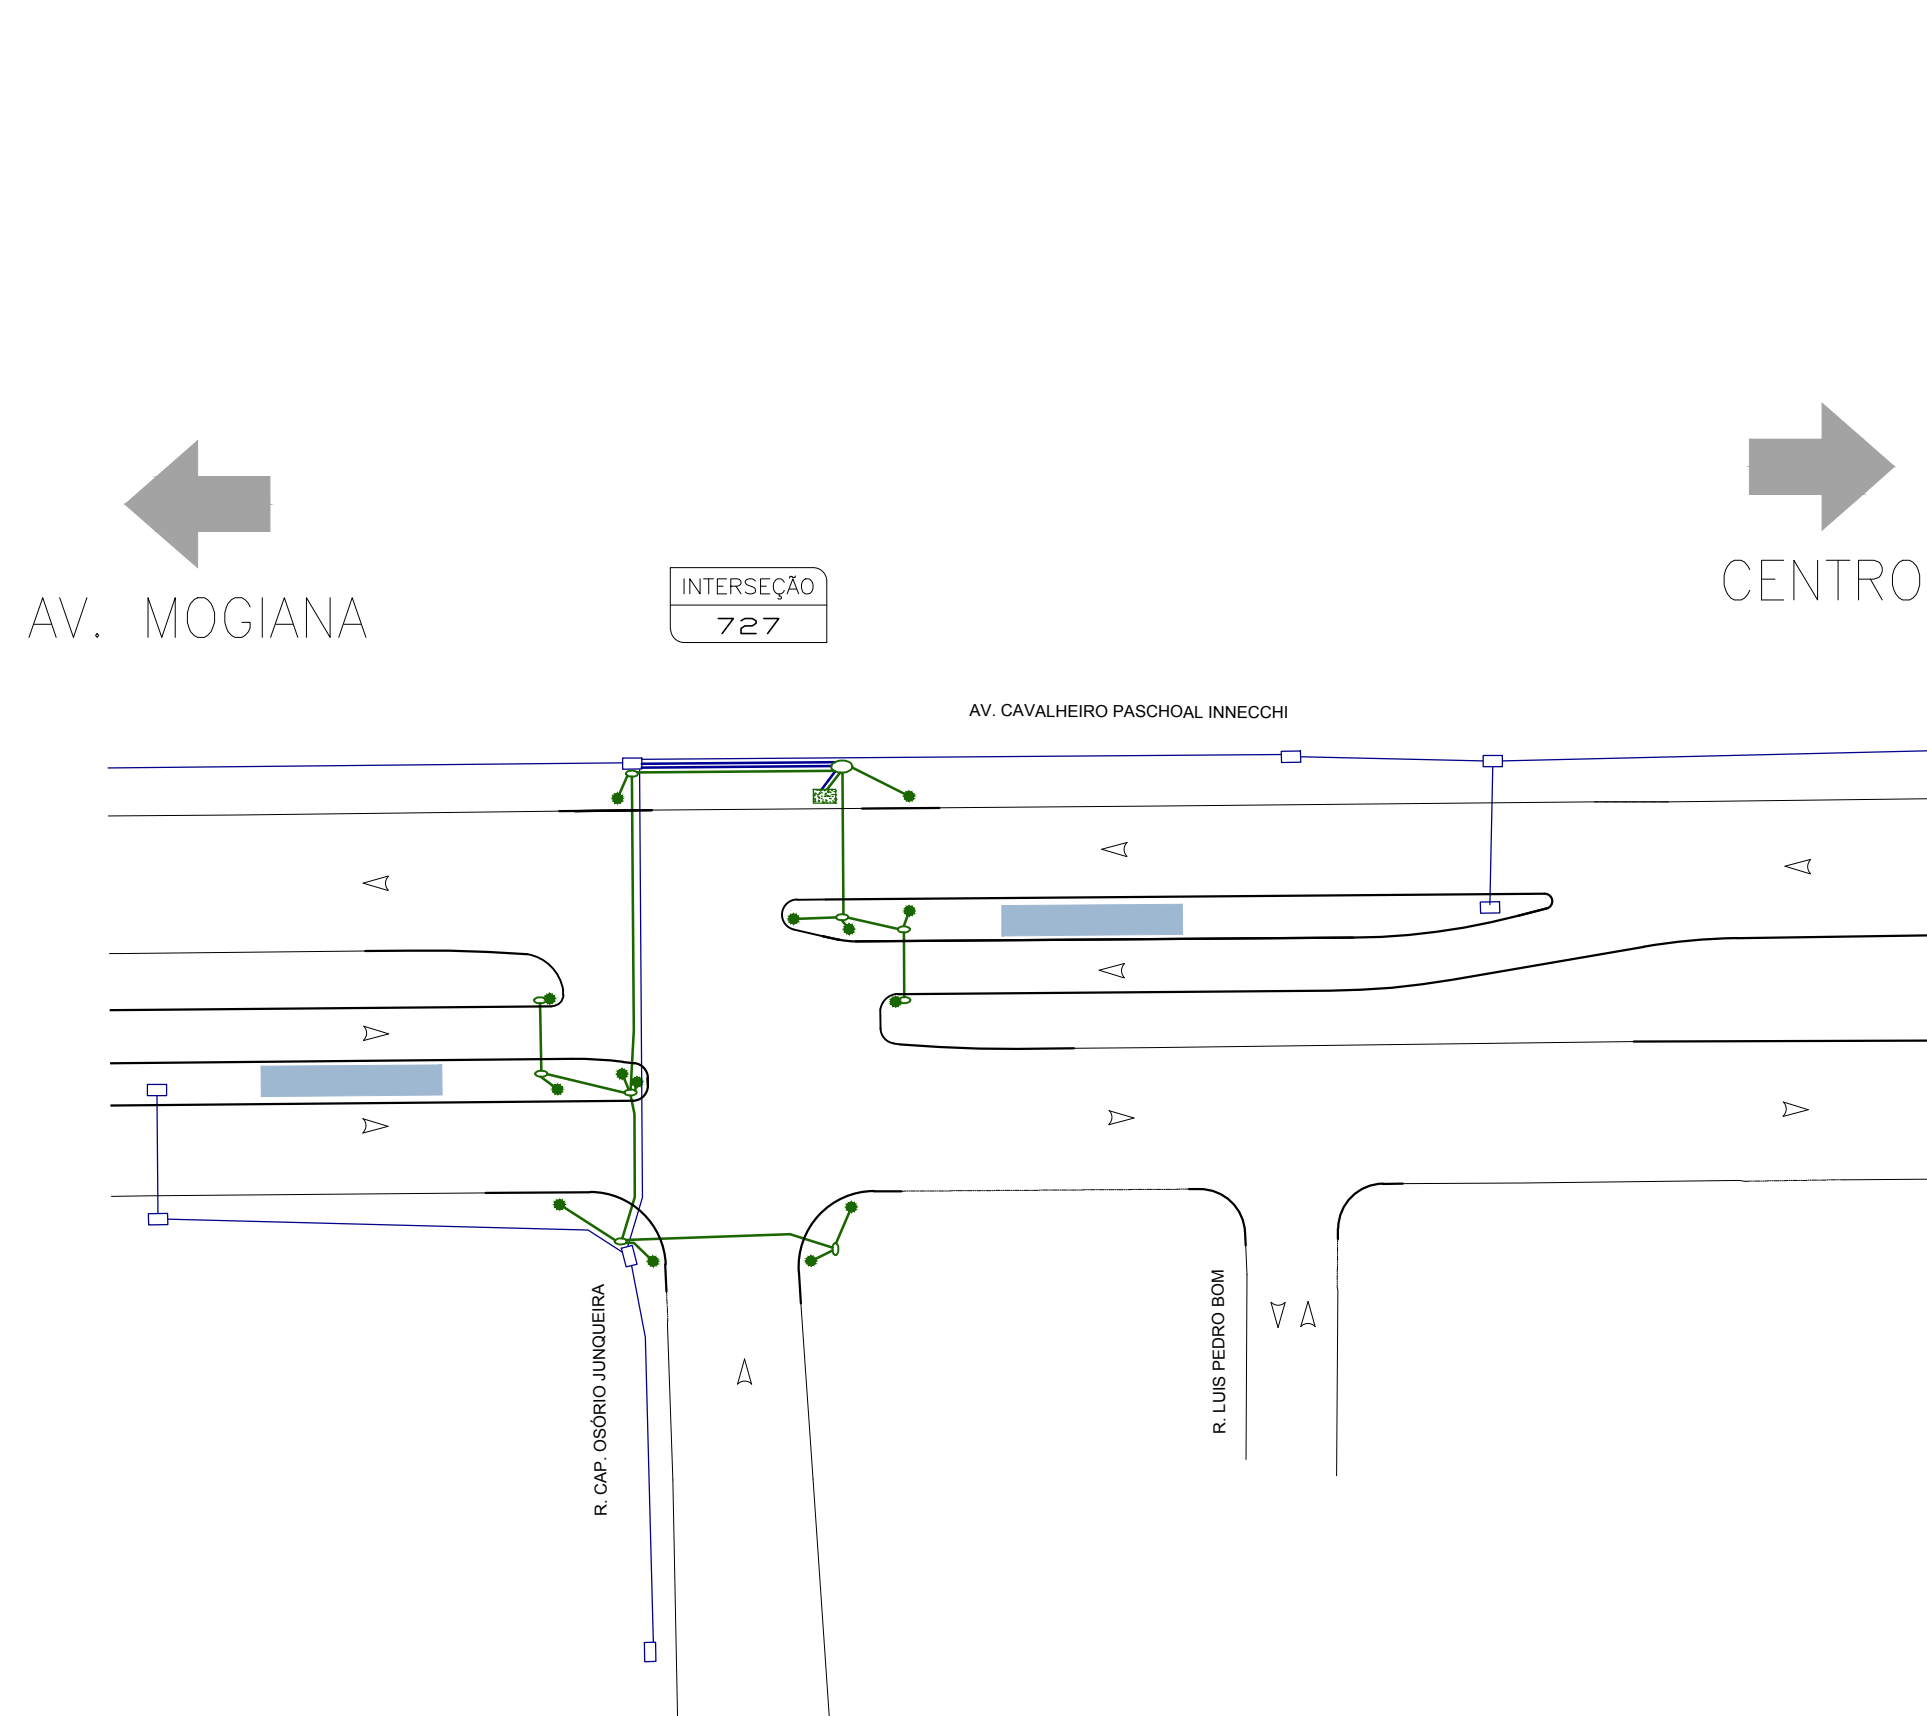 CENTRO
AV. MOGIANA
INTERSEÇÃO
727
AV. CAVALHEIRO PASCHOAL INNECCHI
R. CAP. OSÓRIO JUNQUEIRA
R. LUIS PEDRO BOM